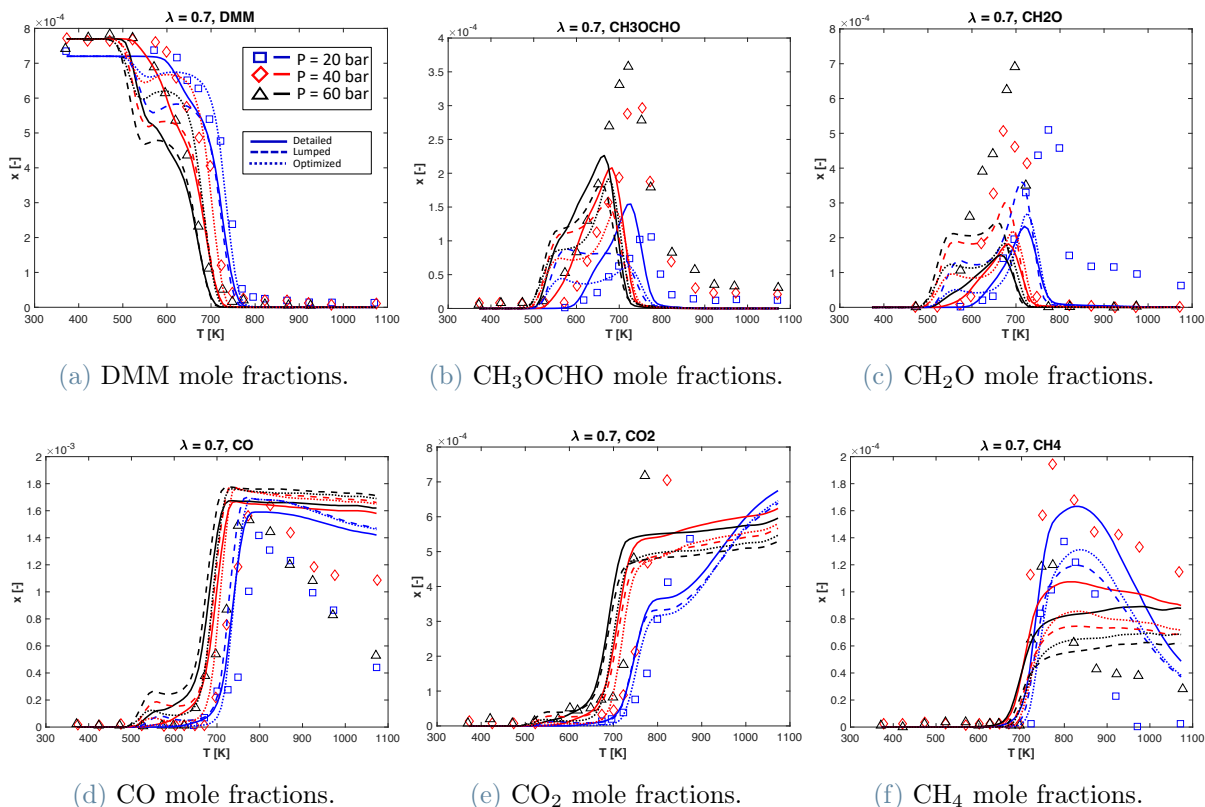 λ = 0.7, DMM
×10⁻⁴
8
7
6
5
4
3
2
1
0
x [-]
300 400 500 600 700 800 900 1000 1100
T [K]
P = 20 bar
P = 40 bar
P = 60 bar
Detailed
Lumped
Optimized
(a) DMM mole fractions.
λ = 0.7, CH3OCHO
×10⁻⁴
4
3.5
3
2.5
2
1.5
1
0.5
0
x [-]
300 400 500 600 700 800 900 1000 1100
T [K]
(b) CH₃OCHO mole fractions.
λ = 0.7, CH2O
×10⁻⁴
8
7
6
5
4
3
2
1
0
x [-]
300 400 500 600 700 800 900 1000 1100
T [K]
(c) CH₂O mole fractions.
λ = 0.7, CO
×10⁻³
2
1.8
1.6
1.4
1.2
1
0.8
0.6
0.4
0.2
0
x [-]
300 400 500 600 700 800 900 1000 1100
T [K]
(d) CO mole fractions.
λ = 0.7, CO2
×10⁻⁴
8
7
6
5
4
3
2
1
0
x [-]
300 400 500 600 700 800 900 1000 1100
T [K]
(e) CO₂ mole fractions.
λ = 0.7, CH4
×10⁻⁴
2
1.8
1.6
1.4
1.2
1
0.8
0.6
0.4
0.2
0
x [-]
300 400 500 600 700 800 900 1000 1100
T [K]
(f) CH₄ mole fractions.